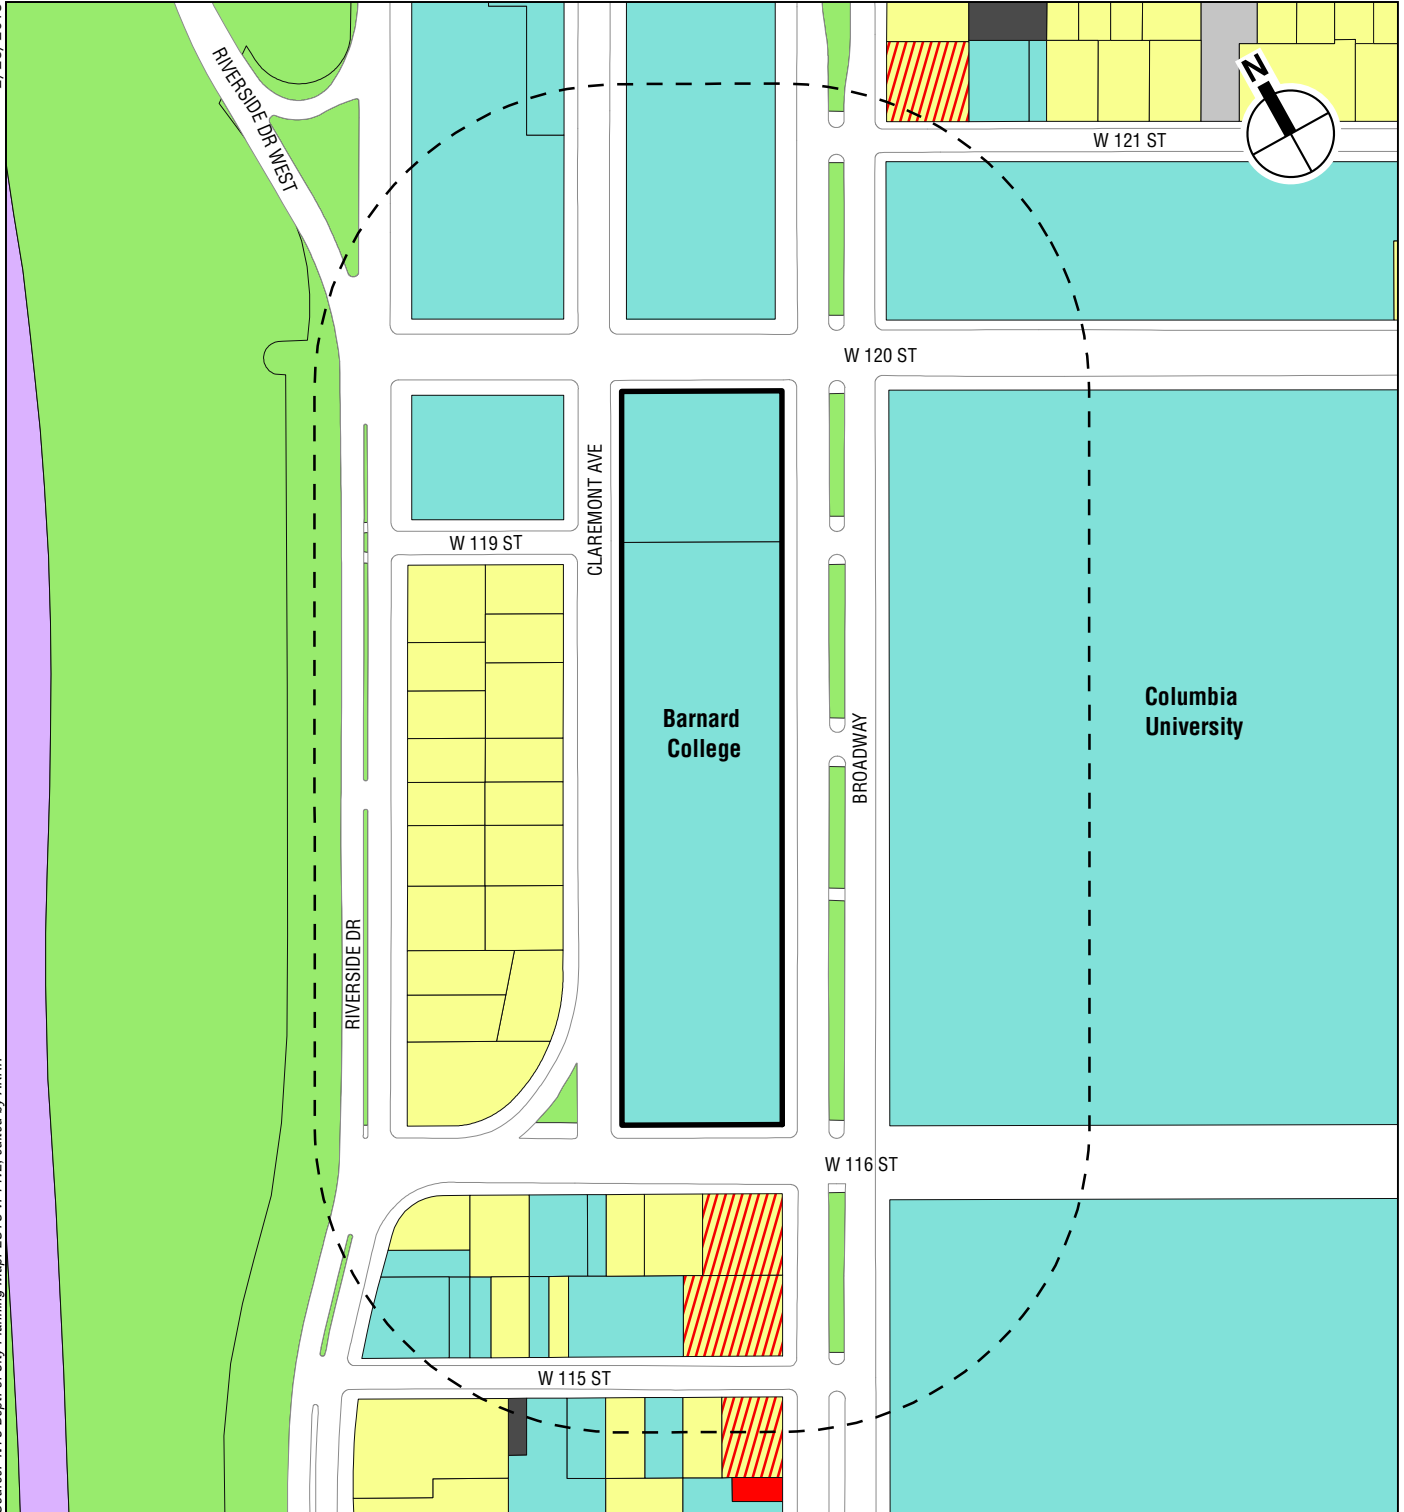 RIVERSIDE DR WEST
N
W 121 ST
W 120 ST
CLAREMONT AVE
W 119 ST
Barnard
College
Columbia
University
BROADWAY
RIVERSIDE DR
W 116 ST
W 115 ST